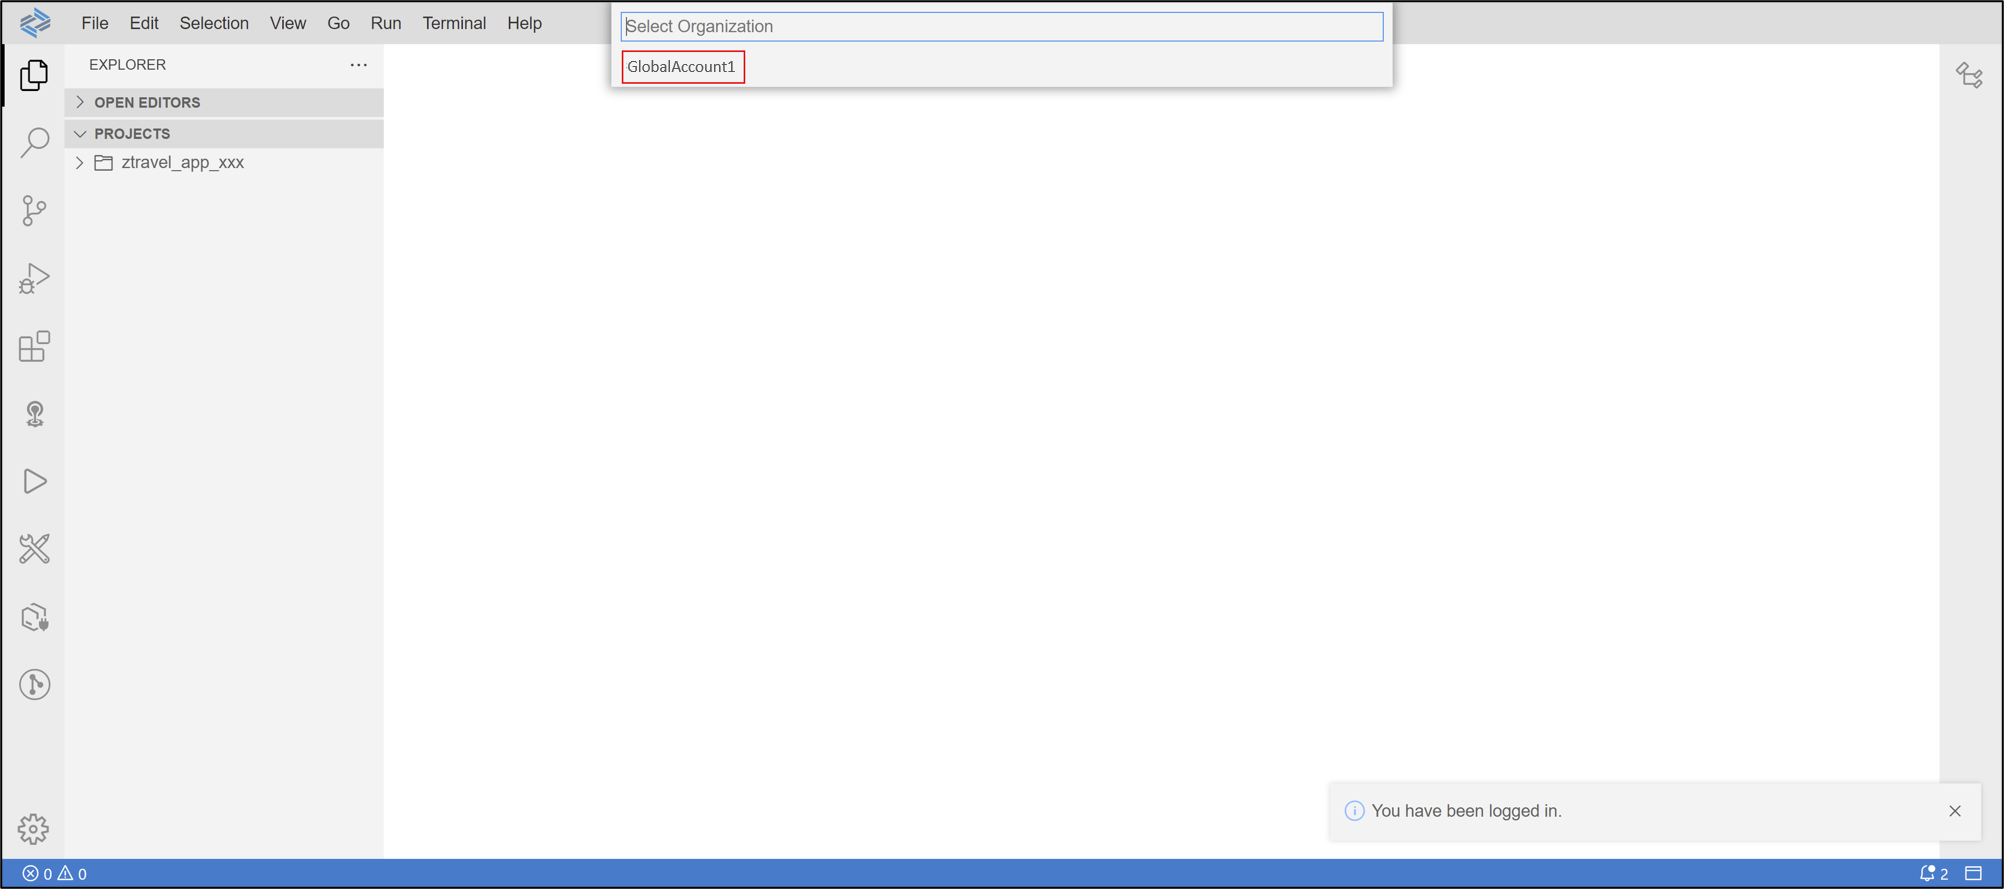 File Edit Selection View Go Run Terminal Help
Select Organization
GlobalAccount1
EXPLORER
OPEN EDITORS
PROJECTS
ztravel_app_xxx
You have been logged in.
0 0
2